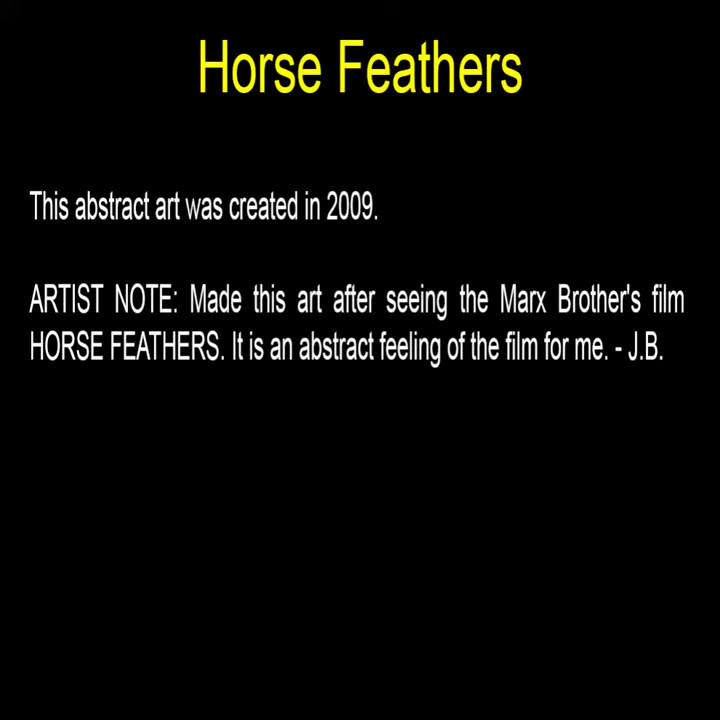 Horse Feathers
This abstract art was created in 2009.
ARTIST NOTE: Made this art after seeing the Marx Brother's film
HORSE FEATHERS. It is an abstract feeling of the film for me. - J.B.